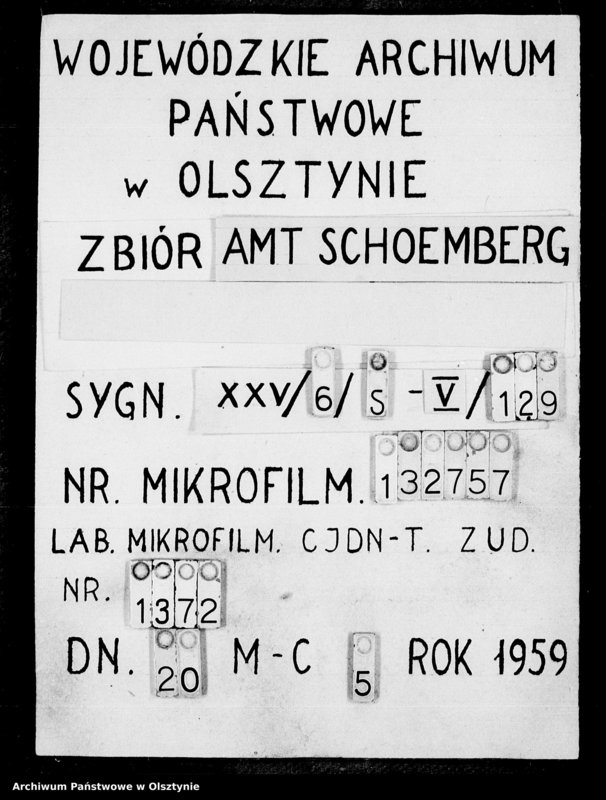 WOJEWÓDZKIE ARCHIWUM
PAŃSTWOWE
w OLSZTYNIE
ZBIÓR AMT SCHOEMBERG
SYGN. XXV/6/S - V/129
NR. MIKROFILM. 132757
LAB. MIKROFILM. CJDN-T. ZUD.
NR. 1372
DN. 20 M-C 5 ROK 1959
Archiwum Państwowe w Olsztynie